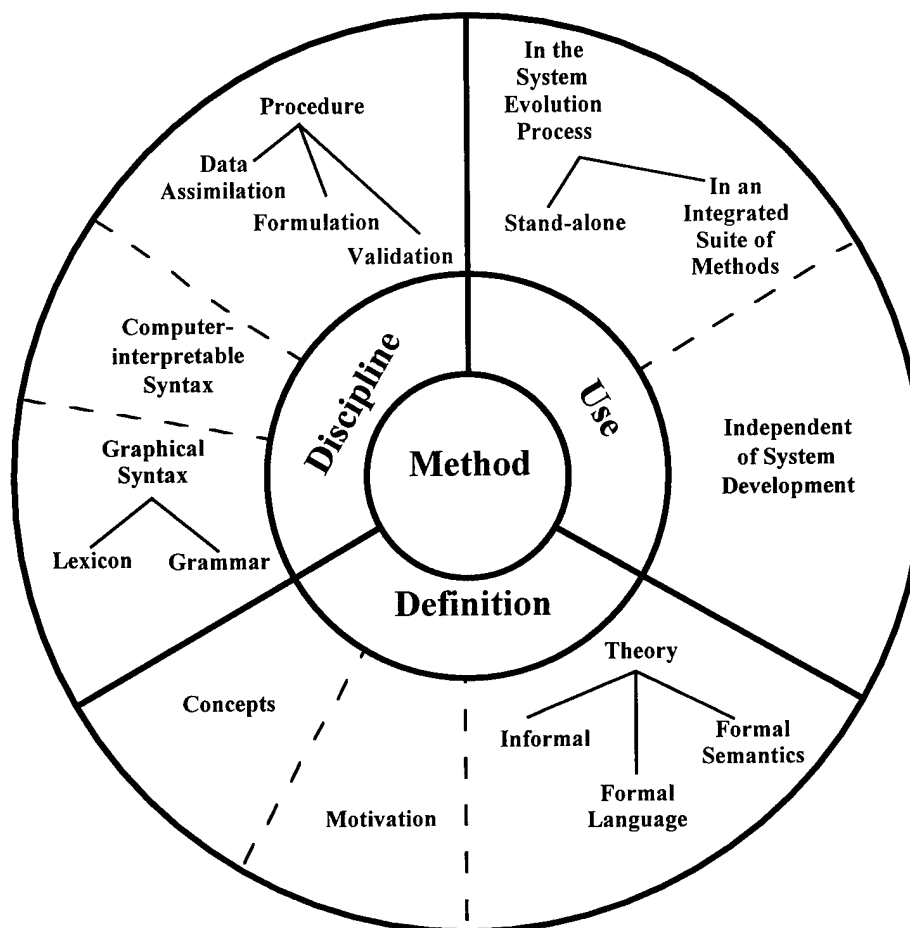 In the
System
Evolution
Process
Stand-alone
In an
Integrated
Suite of
Methods
Independent
of System
Development
Procedure
Data
Assimilation
Formulation
Validation
Computer-
interpretable
Syntax
Graphical
Syntax
Lexicon
Grammar
Discipline
Use
Method
Definition
Concepts
Motivation
Theory
Informal
Formal
Language
Formal
Semantics